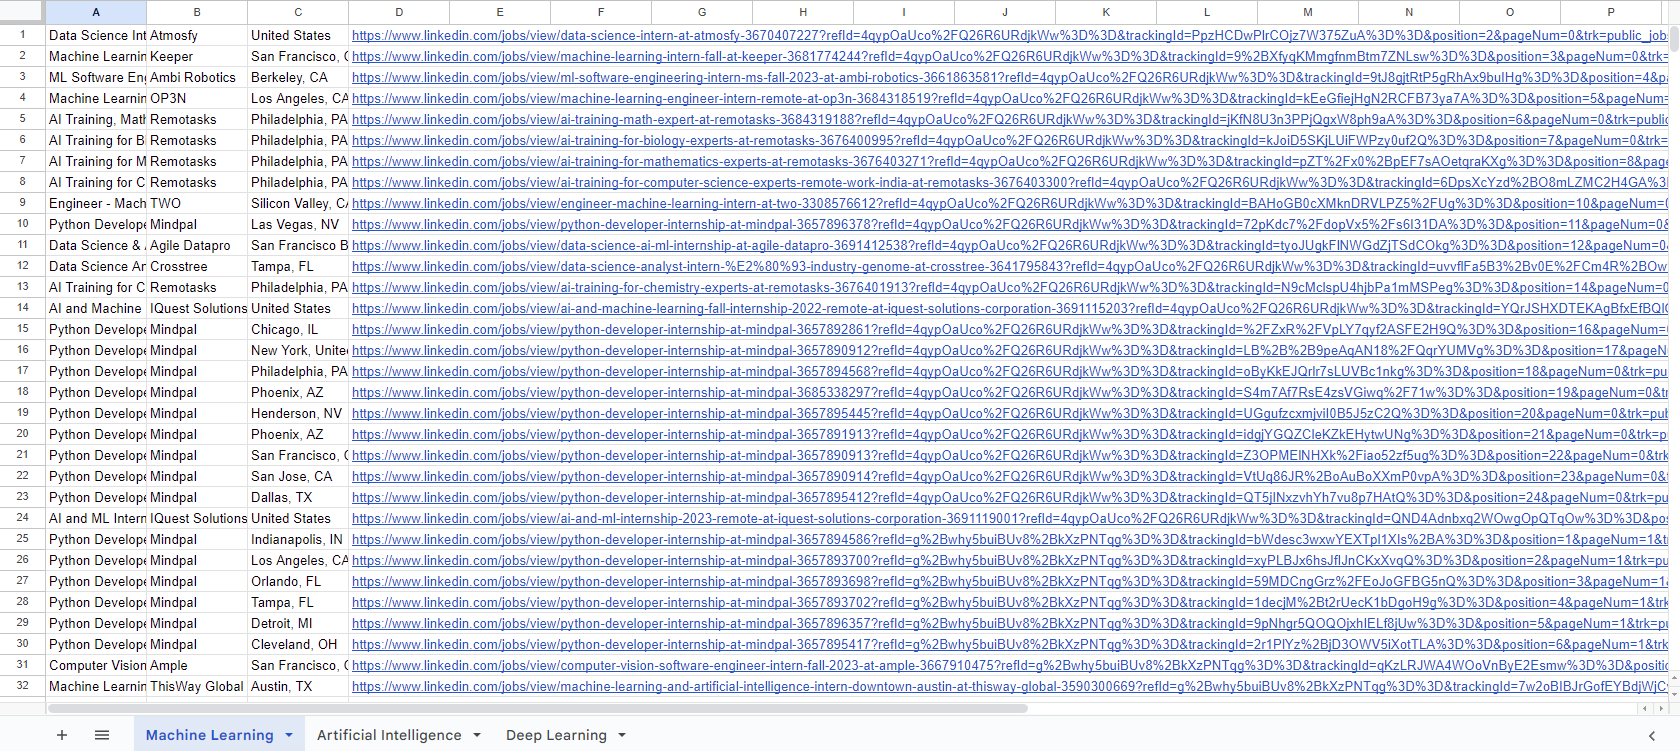 A B C D E F G H I J K L M N O P
1 Data Science Int Atmosfy United States https://www.linkedin.com/jobs/view/data-science-intern-at-atmosfy-3670407227?refId=4qypOaUco%2FQ26R6URdjkWw%3D%3D&trackingId=PpzHCDwPlrCOjz7W375ZuA%3D%3D&position=2&pageNum=0&trk=public_job
2 Machine Learnin Keeper San Francisco, https://www.linkedin.com/jobs/view/machine-learning-intern-fall-at-keeper-3681774244?refId=4qypOaUco%2FQ26R6URdjkWw%3D%3D&trackingId=9%2BXfyqKMmgfnmBtm7ZNLsw%3D%3D&position=3&pageNum=0&trk=
3 ML Software Eng Ambi Robotics Berkeley, CA https://www.linkedin.com/jobs/view/ml-software-engineering-intern-ms-fall-2023-at-ambi-robotics-3661863581?refId=4qypOaUco%2FQ26R6URdjkWw%3D%3D&trackingId=9tJ8gjtRtP5gRhAx9buIHg%3D%3D&position=4&p
4 Machine Learnin OP3N Los Angeles, CA https://www.linkedin.com/jobs/view/machine-learning-engineer-intern-remote-at-op3n-3684318519?refId=4qypOaUco%2FQ26R6URdjkWw%3D%3D&trackingId=kEeGfiejHgN2RCFB73ya7A%3D%3D&position=5&pageNum=
5 AI Training, Math Remotasks Philadelphia, PA https://www.linkedin.com/jobs/view/ai-training-math-expert-at-remotasks-3684319188?refId=4qypOaUco%2FQ26R6URdjkWw%3D%3D&trackingId=jKfN8U3n3PPjQgxW8ph9aA%3D%3D&position=6&pageNum=0&trk=public
6 AI Training for B Remotasks Philadelphia, PA https://www.linkedin.com/jobs/view/ai-training-for-biology-experts-at-remotasks-3676400995?refId=4qypOaUco%2FQ26R6URdjkWw%3D%3D&trackingId=kJoiD5SKjLUiFWPzy0uf2Q%3D%3D&position=7&pageNum=0&trk=
7 AI Training for M Remotasks Philadelphia, PA https://www.linkedin.com/jobs/view/ai-training-for-mathematics-experts-at-remotasks-3676403271?refId=4qypOaUco%2FQ26R6URdjkWw%3D%3D&trackingId=pZT%2Fx0%2BpEF7sAOetqraKXg%3D%3D&position=8&page
8 AI Training for C Remotasks Philadelphia, PA https://www.linkedin.com/jobs/view/ai-training-for-computer-science-experts-remote-work-india-at-remotasks-3676403300?refId=4qypOaUco%2FQ26R6URdjkWw%3D%3D&trackingId=6DpsXcYzd%2BO8mLZMC2H4GA%3
9 Engineer - Mach TWO Silicon Valley, CA https://www.linkedin.com/jobs/view/engineer-machine-learning-intern-at-two-3308576612?refId=4qypOaUco%2FQ26R6URdjkWw%3D%3D&trackingId=BAHoGB0cXMknDRVLPZ5%2FUg%3D%3D&position=10&pageNum=0
10 Python Develope Mindpal Las Vegas, NV https://www.linkedin.com/jobs/view/python-developer-internship-at-mindpal-3657896378?refId=4qypOaUco%2FQ26R6URdjkWw%3D%3D&trackingId=72pKdc7%2FdopVx5%2Fs6I31DA%3D%3D&position=11&pageNum=0&
11 Data Science & Agile Datapro San Francisco B https://www.linkedin.com/jobs/view/data-science-ai-ml-internship-at-agile-datapro-3691412538?refId=4qypOaUco%2FQ26R6URdjkWw%3D%3D&trackingId=tyoJUgkFlNWGdZjTSdCOkg%3D%3D&position=12&pageNum=0
12 Data Science An Crosstree Tampa, FL https://www.linkedin.com/jobs/view/data-science-analyst-intern-%E2%80%93-industry-genome-at-crosstree-3641795843?refId=4qypOaUco%2FQ26R6URdjkWw%3D%3D&trackingId=uvvflFa5B3%2Bv0E%2FCm4R%2BOw
13 AI Training for C Remotasks Philadelphia, PA https://www.linkedin.com/jobs/view/ai-training-for-chemistry-experts-at-remotasks-3676401913?refId=4qypOaUco%2FQ26R6URdjkWw%3D%3D&trackingId=N9cMclspU4hjbPa1mMSPeg%3D%3D&position=14&pageNum=0
14 AI and Machine IQuest Solutions United States https://www.linkedin.com/jobs/view/ai-and-machine-learning-fall-internship-2022-remote-at-iquest-solutions-corporation-3691115203?refId=4qypOaUco%2FQ26R6URdjkWw%3D%3D&trackingId=YQrJSHXDTEKAgBfxEfBQI
15 Python Develope Mindpal Chicago, IL https://www.linkedin.com/jobs/view/python-developer-internship-at-mindpal-3657892861?refId=4qypOaUco%2FQ26R6URdjkWw%3D%3D&trackingId=%2FZxR%2FVpLY7qyf2ASFE2H9Q%3D%3D&position=16&pageNum=
16 Python Develope Mindpal New York, Unite https://www.linkedin.com/jobs/view/python-developer-internship-at-mindpal-3657890912?refId=4qypOaUco%2FQ26R6URdjkWw%3D%3D&trackingId=LB%2B%2B9peAqAN18%2FQqrYUMVg%3D%3D&position=17&pageN
17 Python Develope Mindpal Philadelphia, PA https://www.linkedin.com/jobs/view/python-developer-internship-at-mindpal-3657894568?refId=4qypOaUco%2FQ26R6URdjkWw%3D%3D&trackingId=oByKkEJQrlr7sLUVBc1nkg%3D%3D&position=18&pageNum=0&trk=pu
18 Python Develope Mindpal Phoenix, AZ https://www.linkedin.com/jobs/view/python-developer-internship-at-mindpal-3685338297?refId=4qypOaUco%2FQ26R6URdjkWw%3D%3D&trackingId=S4m7Af7RsE4zsVGiwq%2F71w%3D%3D&position=19&pageNum=0&t
19 Python Develope Mindpal Henderson, NV https://www.linkedin.com/jobs/view/python-developer-internship-at-mindpal-3657895445?refId=4qypOaUco%2FQ26R6URdjkWw%3D%3D&trackingId=UGgufzcxmjviI0B5J5zC2Q%3D%3D&position=20&pageNum=0&trk=pub
20 Python Develope Mindpal Phoenix, AZ https://www.linkedin.com/jobs/view/python-developer-internship-at-mindpal-3657891913?refId=4qypOaUco%2FQ26R6URdjkWw%3D%3D&trackingId=idgjYGQZCleKZkEHytwUNg%3D%3D&position=21&pageNum=0&trk=p
21 Python Develope Mindpal San Francisco, https://www.linkedin.com/jobs/view/python-developer-internship-at-mindpal-3657890913?refId=4qypOaUco%2FQ26R6URdjkWw%3D%3D&trackingId=Z3OPMElNHXk%2Fiao52zf5ug%3D%3D&position=22&pageNum=0&trk
22 Python Develope Mindpal San Jose, CA https://www.linkedin.com/jobs/view/python-developer-internship-at-mindpal-3657890914?refId=4qypOaUco%2FQ26R6URdjkWw%3D%3D&trackingId=VtUq86JR%2BoAuBoXXmP0vpA%3D%3D&position=23&pageNum=0&
23 Python Develope Mindpal Dallas, TX https://www.linkedin.com/jobs/view/python-developer-internship-at-mindpal-3657895412?refId=4qypOaUco%2FQ26R6URdjkWw%3D%3D&trackingId=QT5jlNxzvhYh7vu8p7HAtQ%3D%3D&position=24&pageNum=0&trk=pu
24 AI and ML Intern IQuest Solutions United States https://www.linkedin.com/jobs/view/ai-and-ml-internship-2023-remote-at-iquest-solutions-corporation-3691119001?refId=4qypOaUco%2FQ26R6URdjkWw%3D%3D&trackingId=QND4Adnbxq2WOwgOpQTqOw%3D%3D&pos
25 Python Develope Mindpal Indianapolis, IN https://www.linkedin.com/jobs/view/python-developer-internship-at-mindpal-3657894586?refId=g%2Bwhy5buiBUv8%2BkXzPNTqg%3D%3D&trackingId=bWdesc3wxwYEXTpl1XIs%2BA%3D%3D&position=1&pageNum=1&t
26 Python Develope Mindpal Los Angeles, CA https://www.linkedin.com/jobs/view/python-developer-internship-at-mindpal-3657893700?refId=g%2Bwhy5buiBUv8%2BkXzPNTqg%3D%3D&trackingId=xyPLBJx6hsJflJnCKxXvqQ%3D%3D&position=2&pageNum=1&trk=pu
27 Python Develope Mindpal Orlando, FL https://www.linkedin.com/jobs/view/python-developer-internship-at-mindpal-3657893698?refId=g%2Bwhy5buiBUv8%2BkXzPNTqg%3D%3D&trackingId=59MDCngGrz%2FEoJoGFBG5nQ%3D%3D&position=3&pageNum=1
28 Python Develope Mindpal Tampa, FL https://www.linkedin.com/jobs/view/python-developer-internship-at-mindpal-3657893702?refId=g%2Bwhy5buiBUv8%2BkXzPNTqg%3D%3D&trackingId=1decjM%2Bt2rUecK1bDgoH9g%3D%3D&position=4&pageNum=1&trk
29 Python Develope Mindpal Detroit, MI https://www.linkedin.com/jobs/view/python-developer-internship-at-mindpal-3657896357?refId=g%2Bwhy5buiBUv8%2BkXzPNTqg%3D%3D&trackingId=9pNhgr5QOQOjxhIELf8jUw%3D%3D&position=5&pageNum=1&trk=pu
30 Python Develope Mindpal Cleveland, OH https://www.linkedin.com/jobs/view/python-developer-internship-at-mindpal-3657895417?refId=g%2Bwhy5buiBUv8%2BkXzPNTqg%3D%3D&trackingId=2r1PlYz%2BjD3OWV5iXotTLA%3D%3D&position=6&pageNum=1&trk=
31 Computer Vision Ample San Francisco, https://www.linkedin.com/jobs/view/computer-vision-software-engineer-intern-fall-2023-at-ample-3667910475?refId=g%2Bwhy5buiBUv8%2BkXzPNTqg%3D%3D&trackingId=qKzLRJWA4WOoVnByE2Esmw%3D%3D&positio
32 Machine Learnin ThisWay Global Austin, TX https://www.linkedin.com/jobs/view/machine-learning-and-artificial-intelligence-intern-downtown-austin-at-thisway-global-3590300669?refId=g%2Bwhy5buiBUv8%2BkXzPNTqg%3D%3D&trackingId=7w2oBIBJrGofEYBdjWjC
Machine Learning Artificial Intelligence Deep Learning